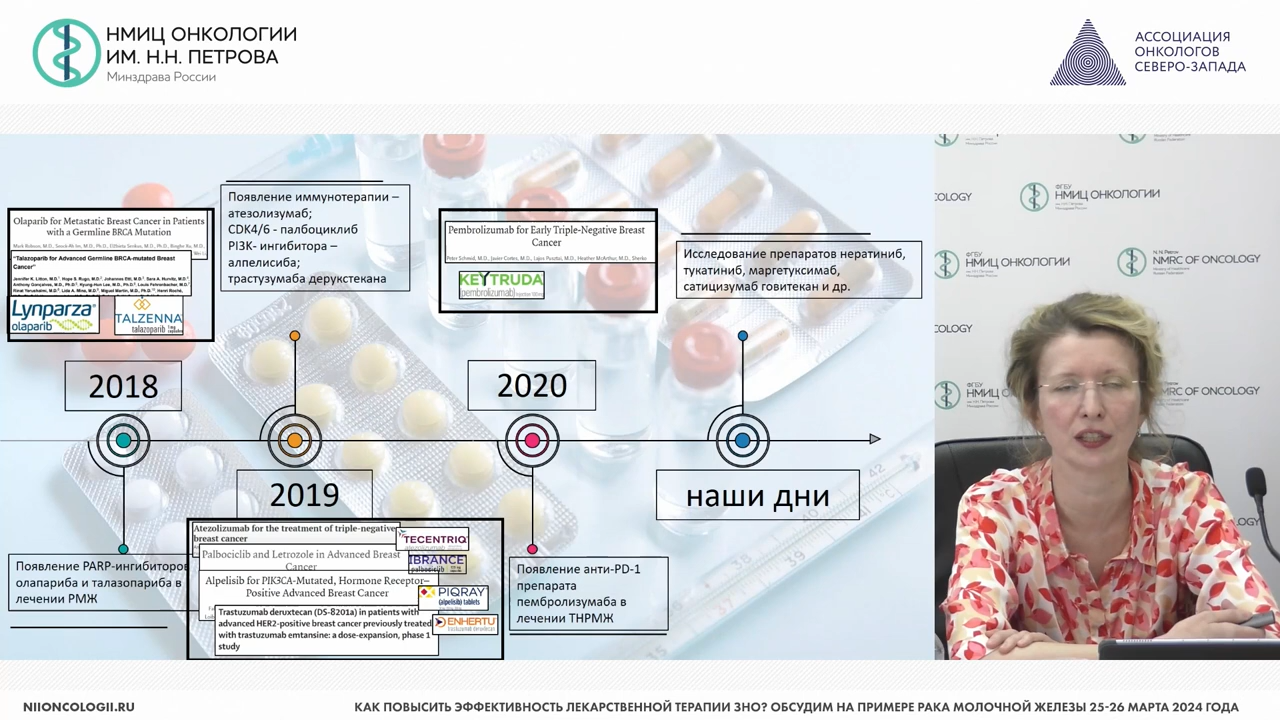 НМИЦ ОНКОЛОГИИ
ИМ. Н.Н. ПЕТРОВА
Минздрава России
АССОЦИАЦИЯ
ОНКОЛОГОВ
СЕВЕРО-ЗАПАДА
Olaparib for Metastatic Breast Cancer in Patients
with a Germline BRCA Mutation
"Talazoparib for Advanced Germline BRCA-mutated Breast
Cancer"
Lynparza
olaparib
TALZENNA
talazoparib
2018
Появление PARP-ингибиторов
олапариба и талазопариба в
лечении РМЖ
Появление иммунотерапии –
атезолизумаб;
CDK4/6 - палбоциклиб
PI3K- ингибитора –
алпелисиба;
трастузумаба дерукстекана
2019
Atezolizumab for the treatment of triple-negative
breast cancer
Palbociclib and Letrozole in Advanced Breast
Cancer
Alpelisib for PIK3CA-Mutated, Hormone Receptor–
Positive Advanced Breast Cancer
Trastuzumab deruxtecan (DS-8201a) in patients with
advanced HER2-positive breast cancer previously treated
with trastuzumab emtansine: a dose-expansion, phase 1
study
TECENTRIQ
IBRANCE
palbociclib
PIQRAY
(alpelisib) tablets
ENHERTU
Pembrolizumab for Early Triple-Negative Breast
Cancer
KEYTRUDA
(pembrolizumab)
2020
Появление анти-PD-1
препарата
пембролизумаба в
лечении ТНРМЖ
Исследование препаратов нератиниб,
тукатиниб, маргетуксимаб,
сатицизумаб говитекан и др.
наши дни
COLOGY
ФГБУ
НМИЦ ОНКОЛОГИИ
НМИЦ ОНКОЛОГИИ
NMRC OF ONCOLOGY
COLOGY
NMRC OF ONCOLOGY
NIIONCOLOGII.RU
КАК ПОВЫСИТЬ ЭФФЕКТИВНОСТЬ ЛЕКАРСТВЕННОЙ ТЕРАПИИ ЗНО? ОБСУДИМ НА ПРИМЕРЕ РАКА МОЛОЧНОЙ ЖЕЛЕЗЫ 25-26 МАРТА 2024 ГОДА